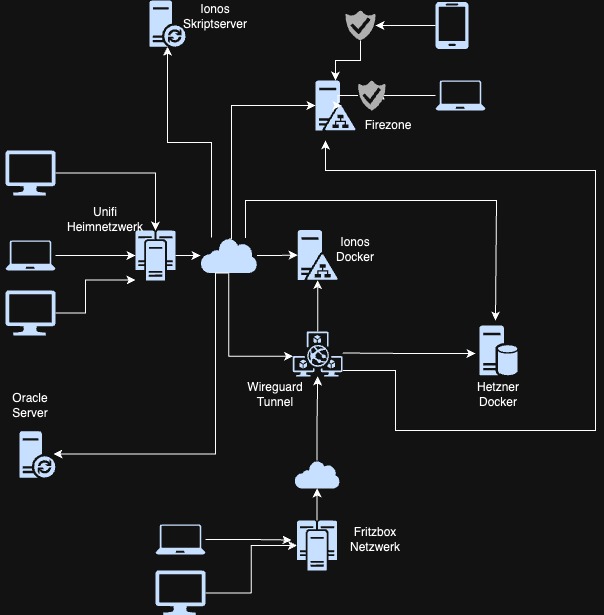 Ionos
Skriptserver
Firezone
Unifi
Heimnetzwerk
Ionos
Docker
Wireguard
Tunnel
Hetzner
Docker
Oracle
Server
Fritzbox
Netzwerk